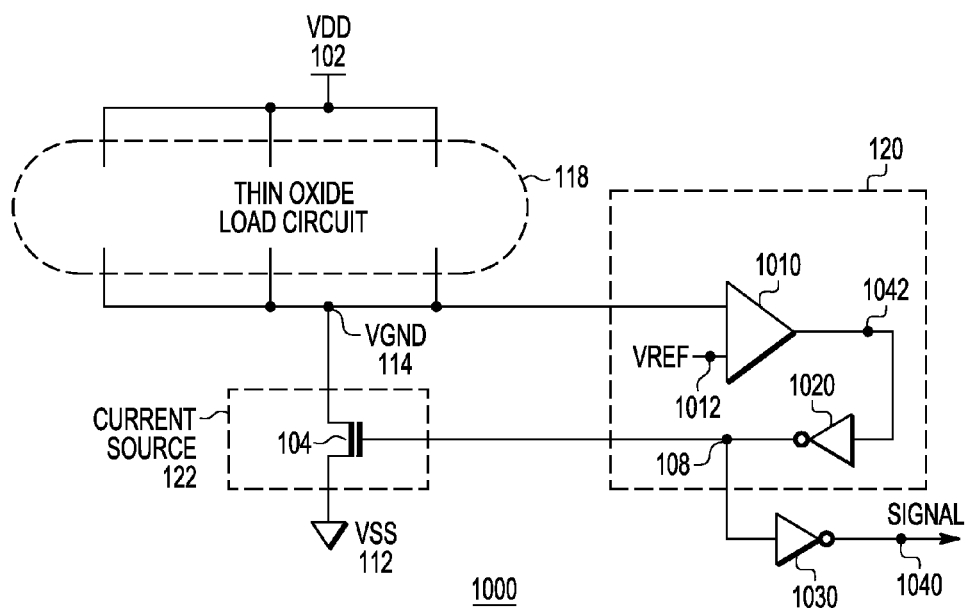 VDD
102
THIN OXIDE
LOAD CIRCUIT
118
120
1010
1042
VGND
114
VREF
1012
1020
CURRENT
SOURCE
122
104
108
VSS
112
SIGNAL
1030
1040
1000